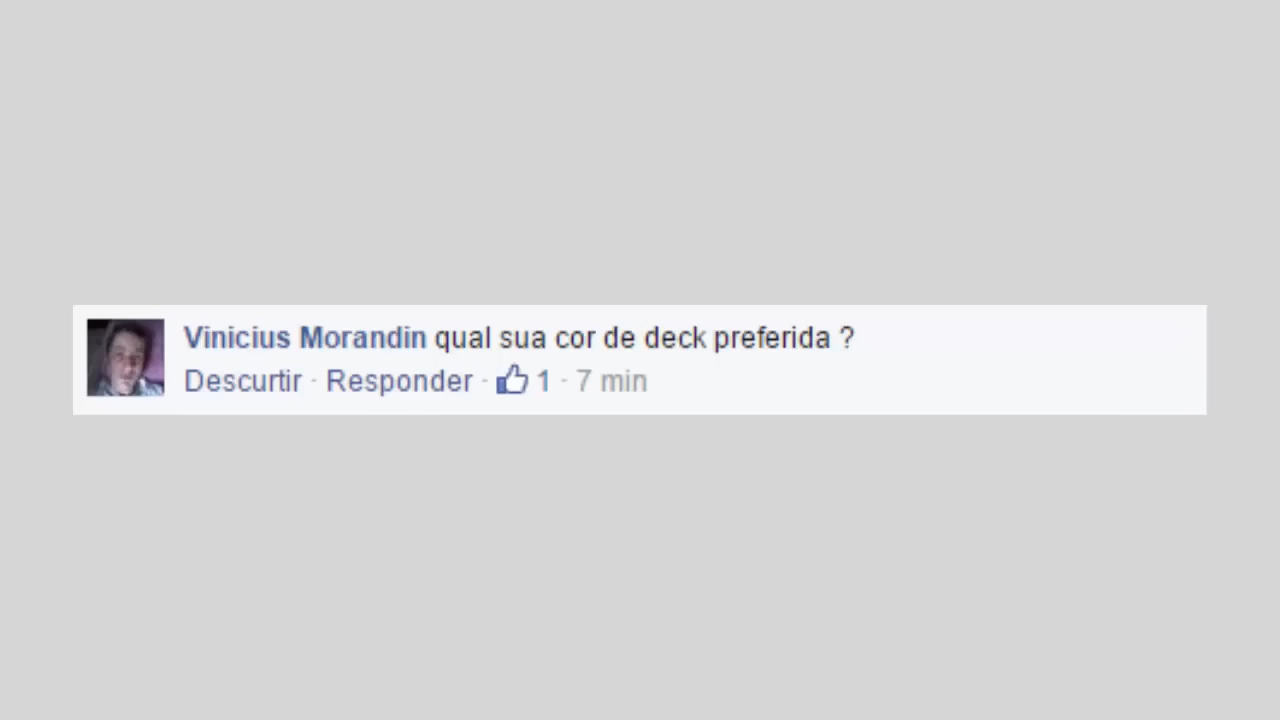 Vinicius Morandin qual sua cor de deck preferida ?
Descurtir · Responder · 1 · 7 min